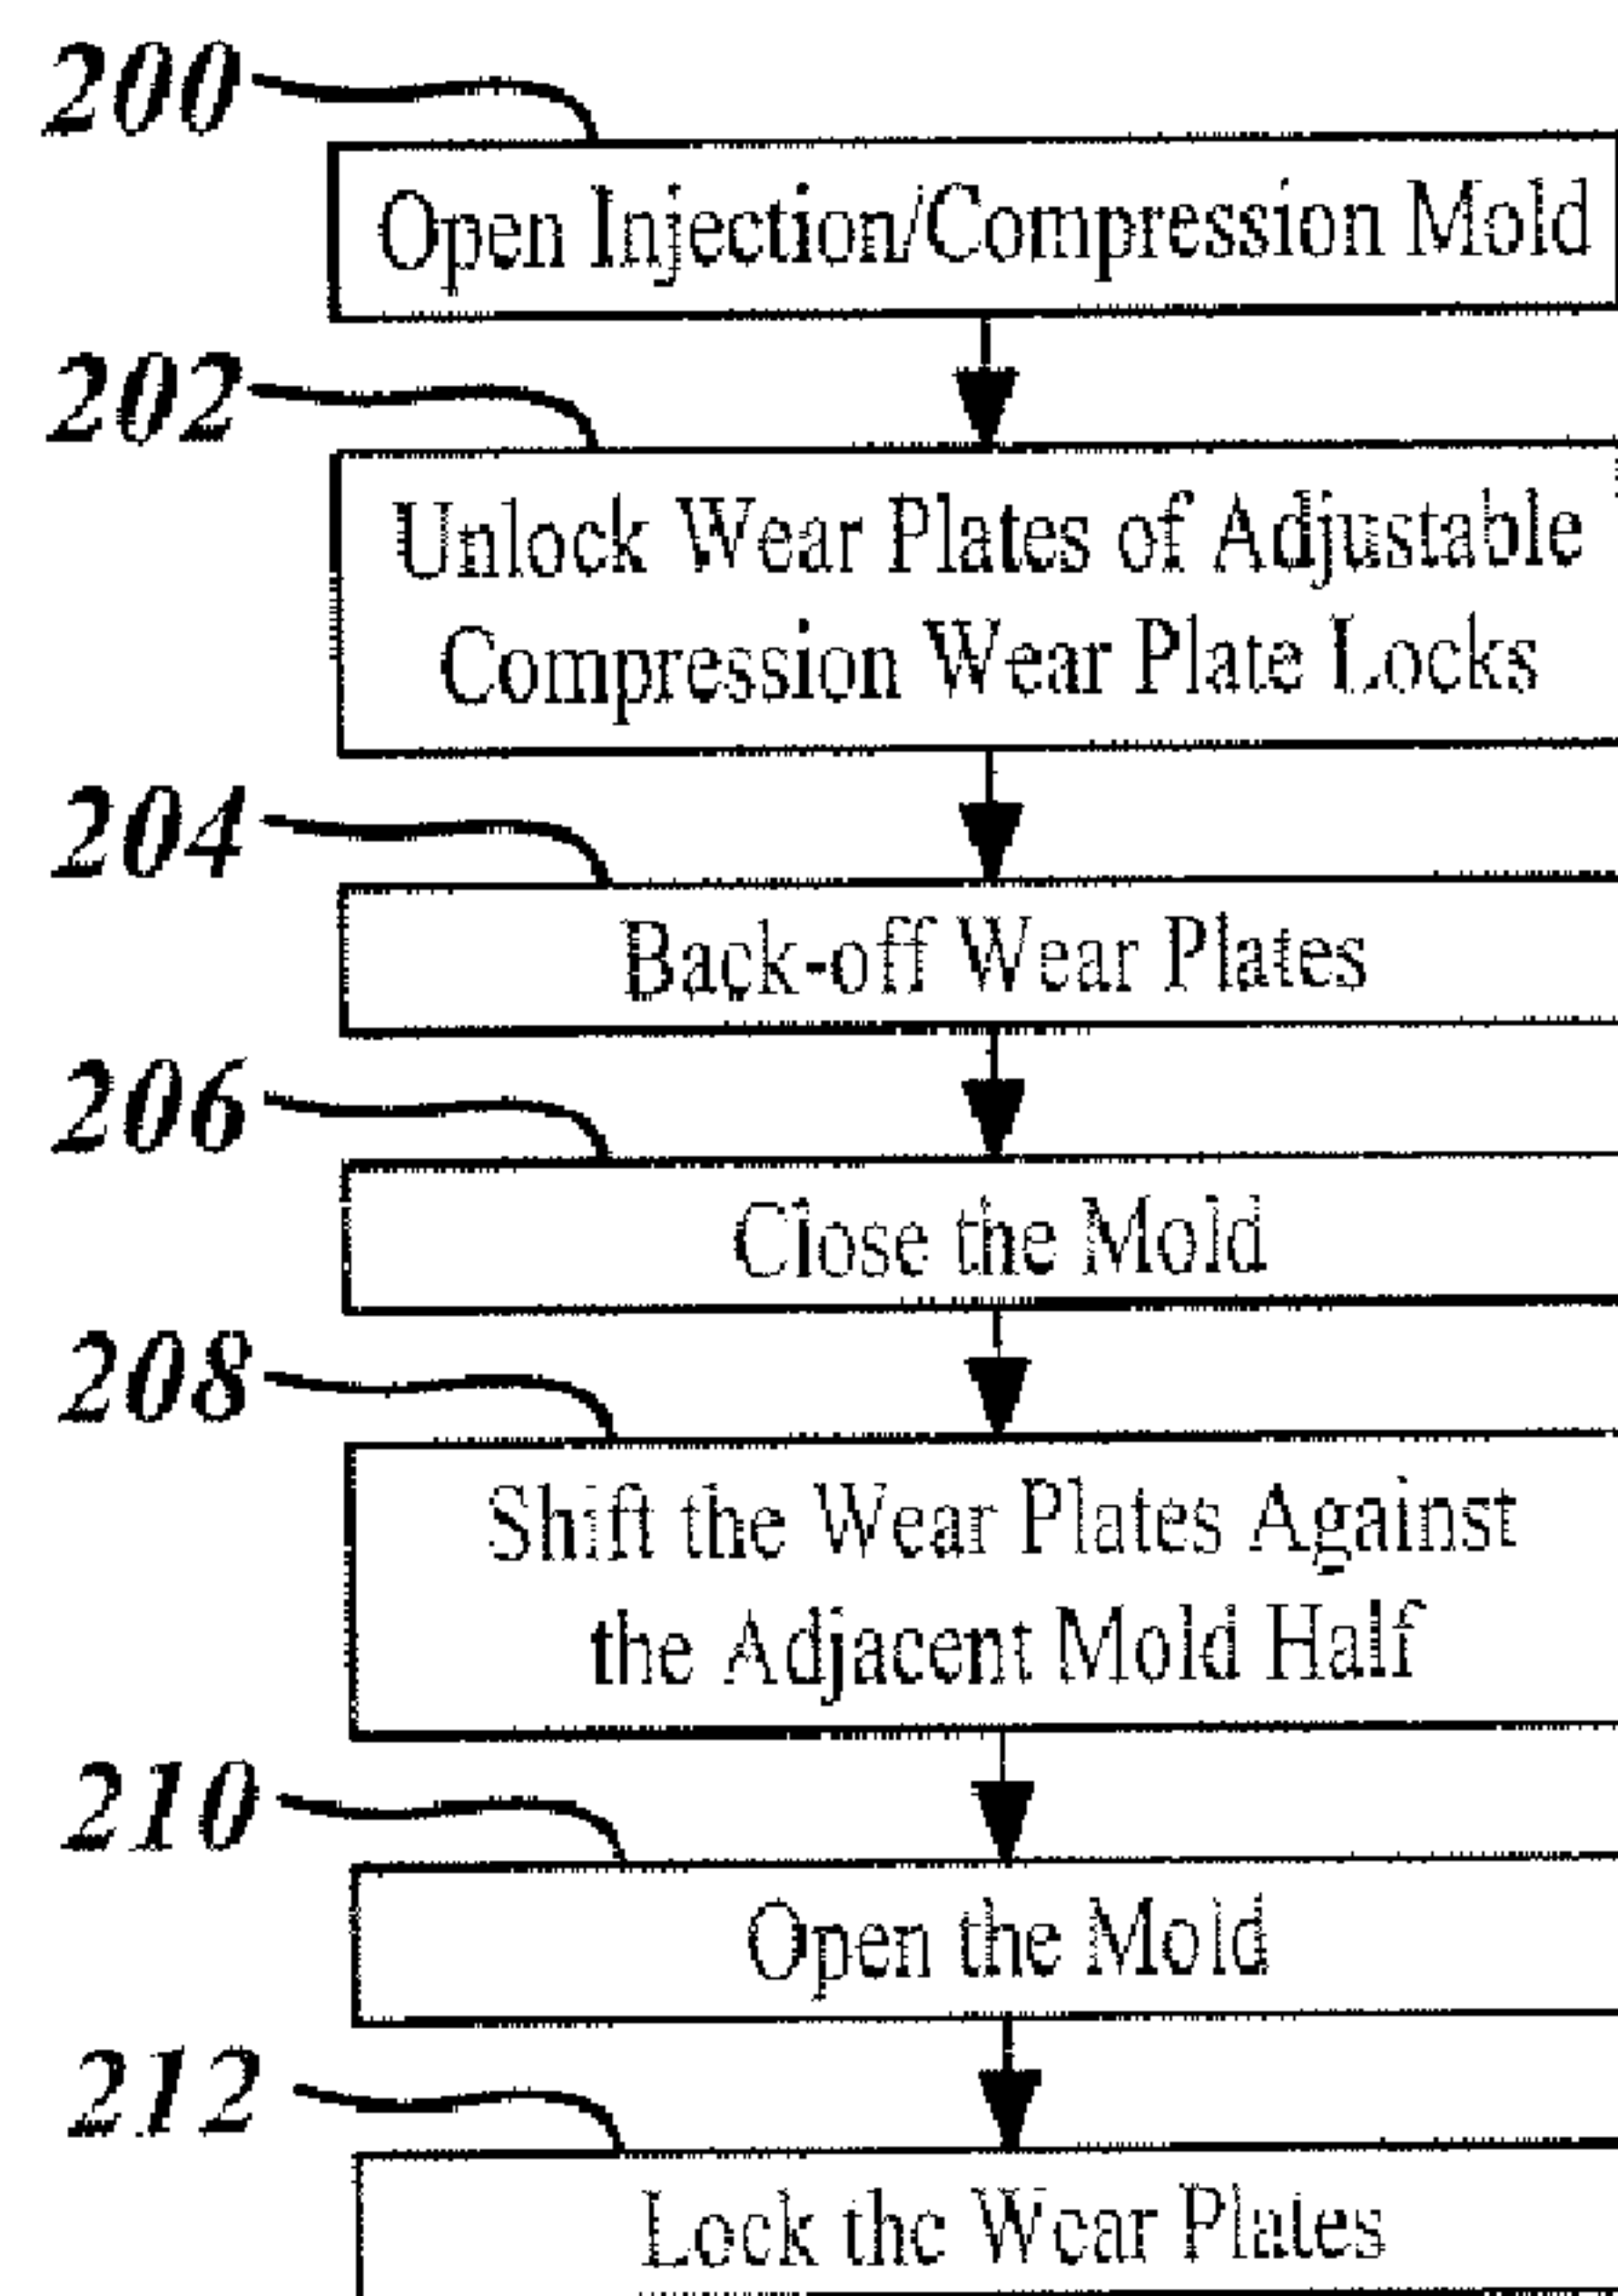 200
Open Injection/Compression Mold
202
Unlock Wear Plates of Adjustable
Compression Wear Plate Locks
204
Back-off Wear Plates
206
Close the Mold
208
Shift the Wear Plates Against
the Adjacent Mold Half
210
Open the Mold
212
Lock the Wear Plates